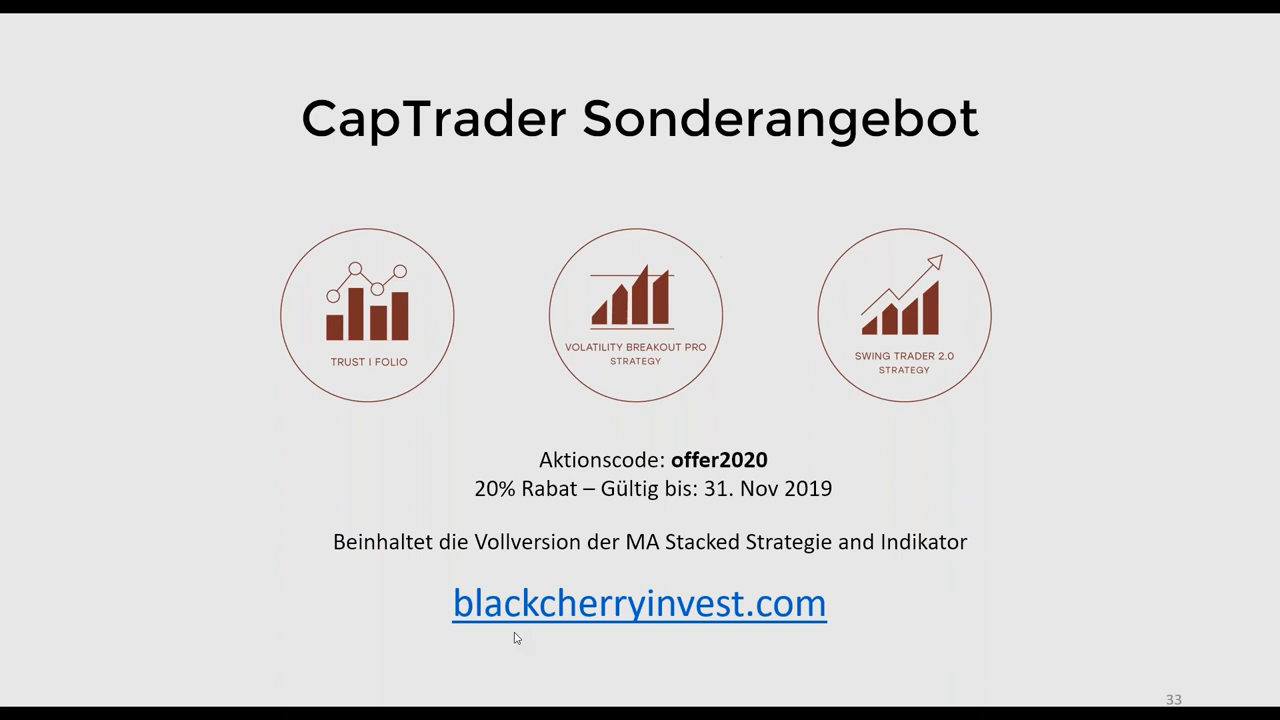 CapTrader Sonderangebot
TRUST I FOLIO
VOLATILITY BREAKOUT PRO
STRATEGY
SWING TRADER 2.0
STRATEGY
Aktionscode: offer2020
20% Rabat – Gültig bis: 31. Nov 2019
Beinhaltet die Vollversion der MA Stacked Strategie and Indikator
blackcherryinvest.com
33